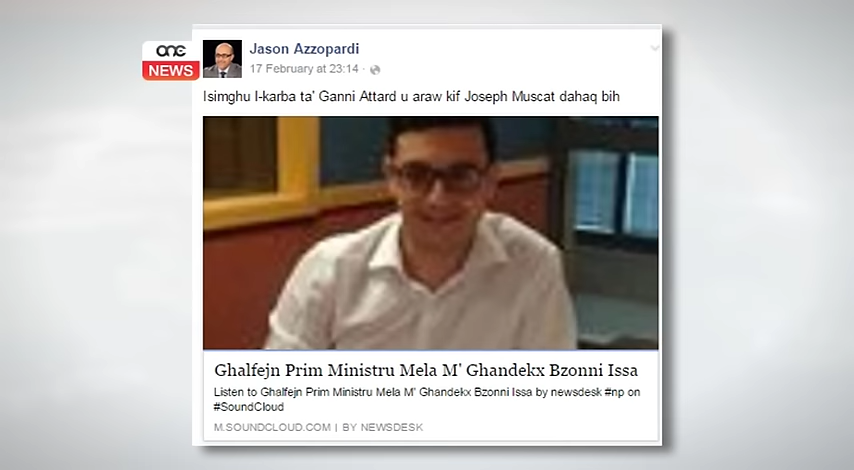 one
NEWS
Jason Azzopardi
17 February at 23:14 ·
Isimghu l-karba ta' Ganni Attard u araw kif Joseph Muscat dahaq bih
Ghalfejn Prim Ministru Mela M' Ghandekx Bzonni Issa
Listen to Ghalfejn Prim Ministru Mela M' Ghandekx Bzonni Issa by newsdesk #np on
#SoundCloud
M.SOUNDCLOUD.COM | BY NEWSDESK